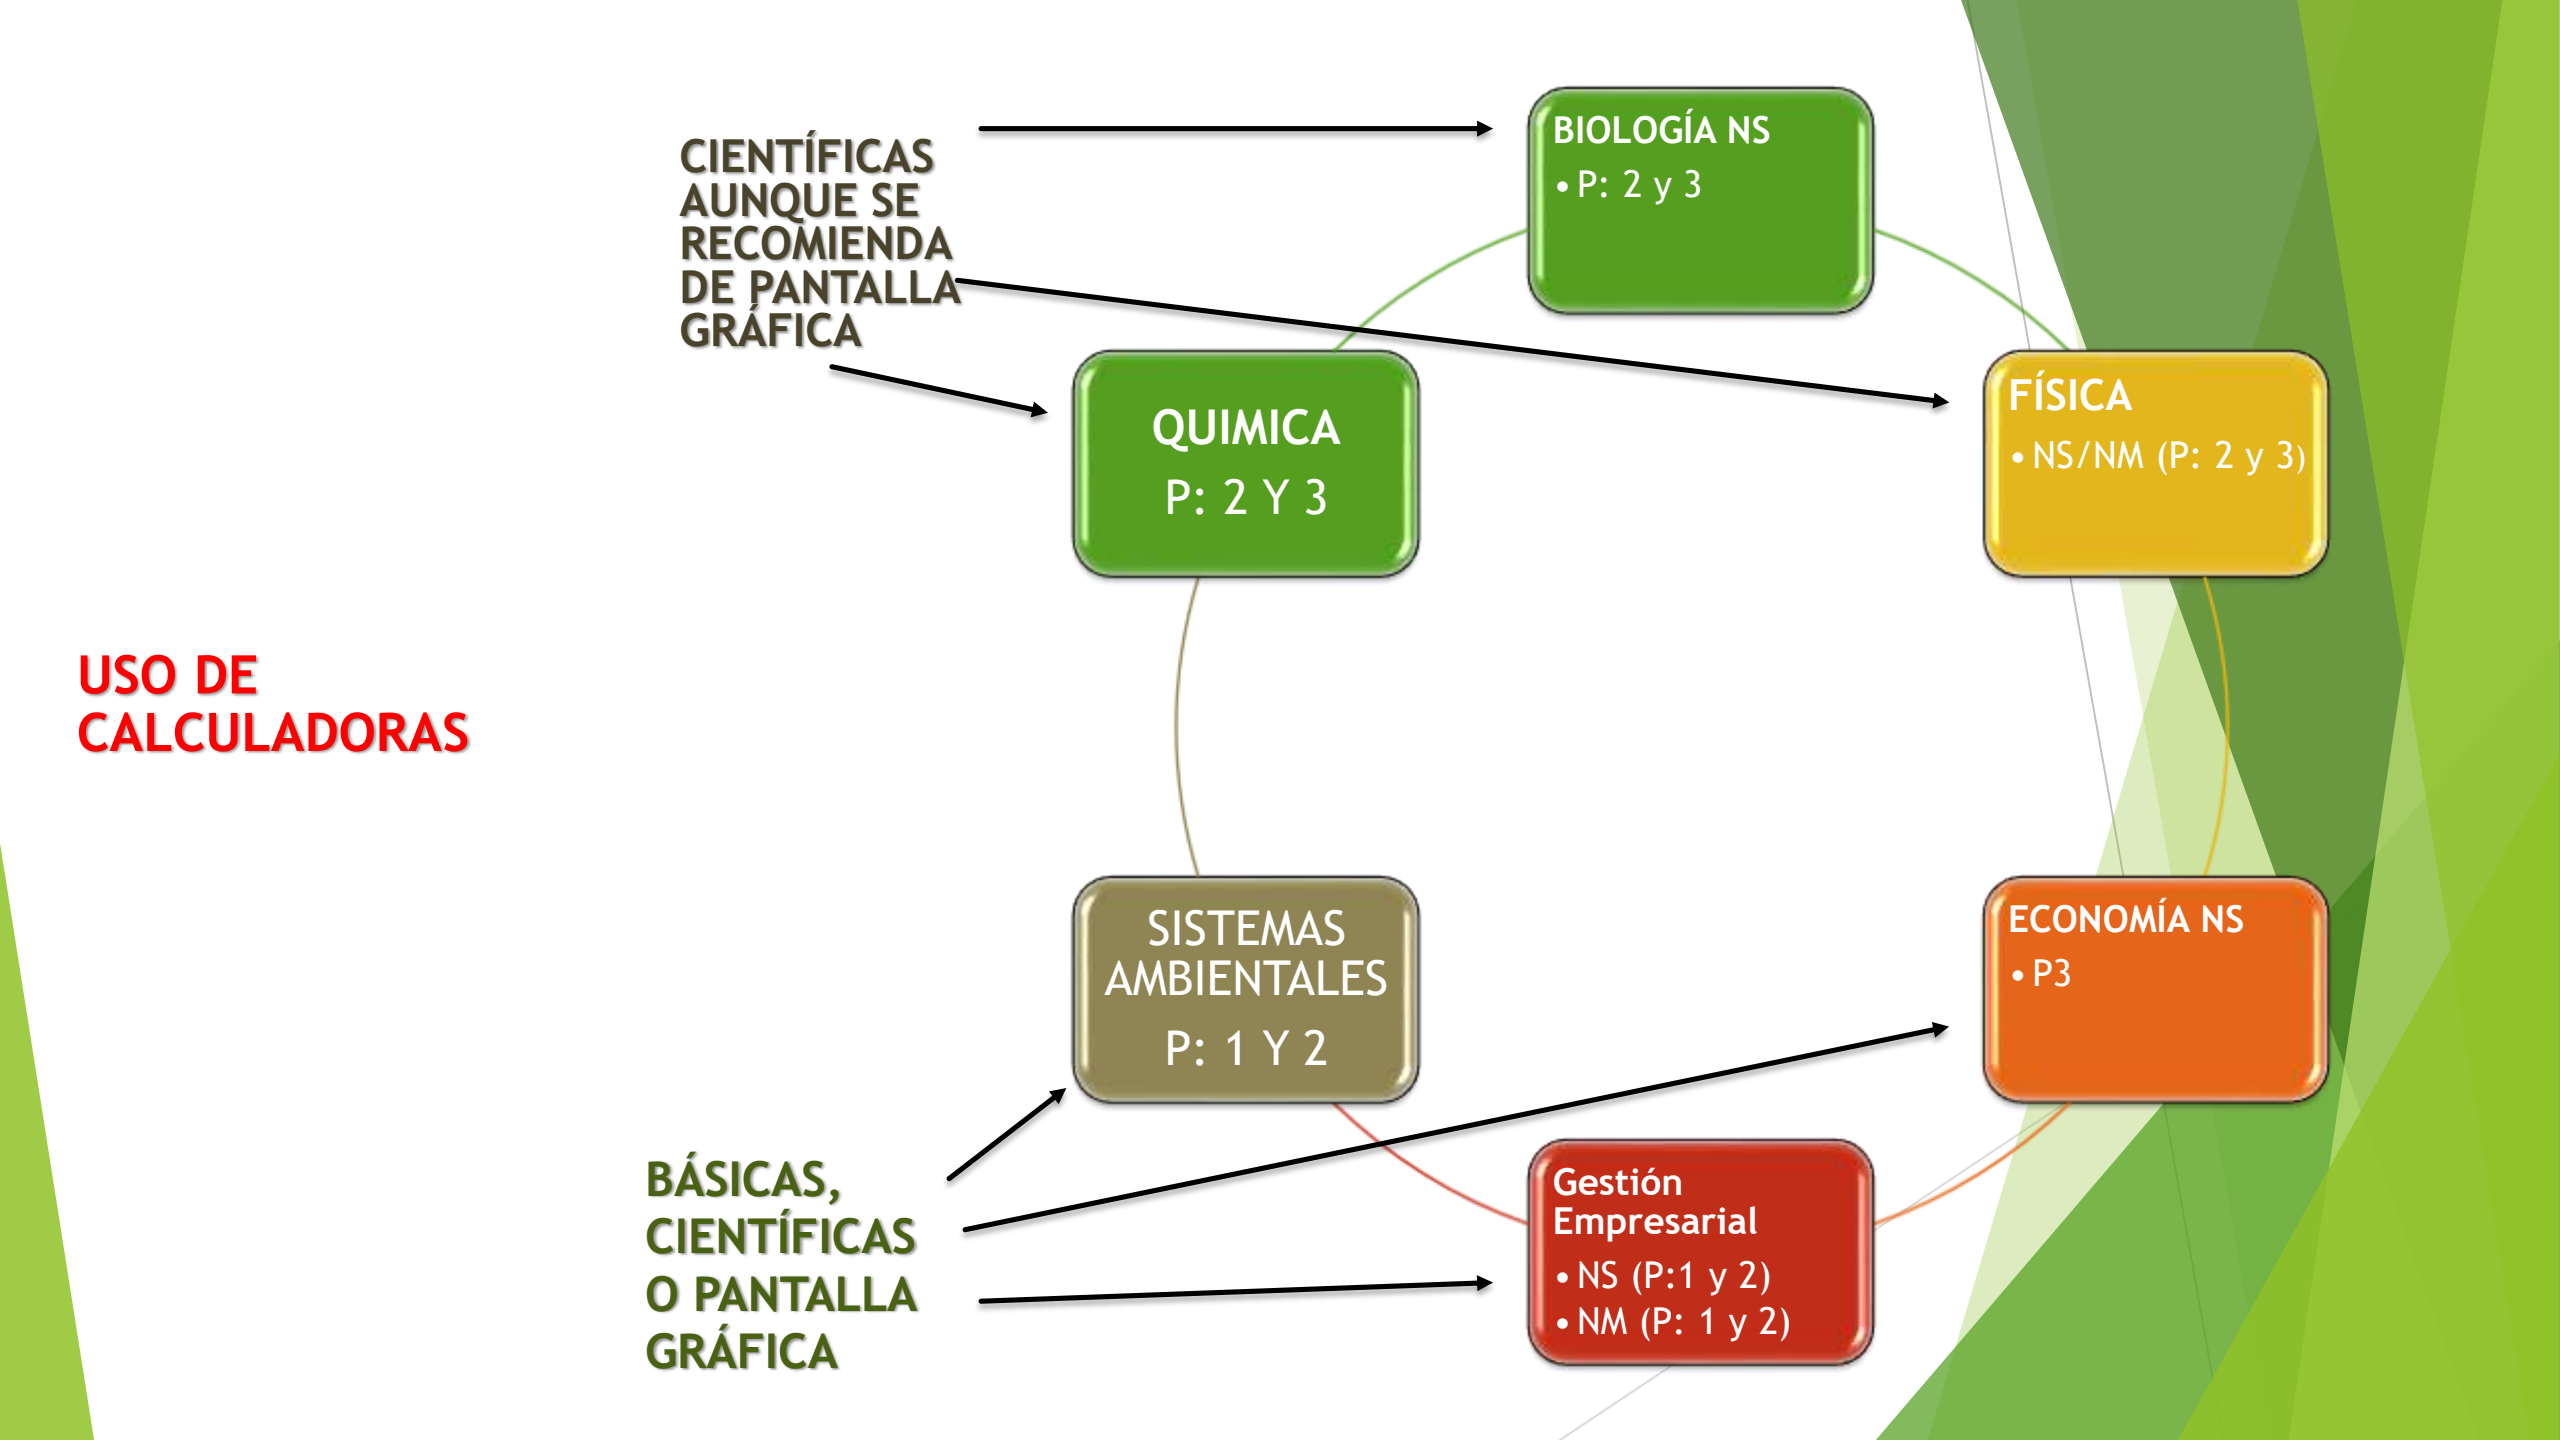 USO DE
CALCULADORAS
CIENTÍFICAS
AUNQUE SE
RECOMIENDA
DE PANTALLA
GRÁFICA
BIOLOGÍA NS
• P: 2 y 3
QUIMICA
P: 2 Y 3
FÍSICA
• NS/NM (P: 2 y 3)
SISTEMAS
AMBIENTALES
P: 1 Y 2
ECONOMÍA NS
• P3
BÁSICAS,
CIENTÍFICAS
O PANTALLA
GRÁFICA
Gestión
Empresarial
• NS (P:1 y 2)
• NM (P: 1 y 2)